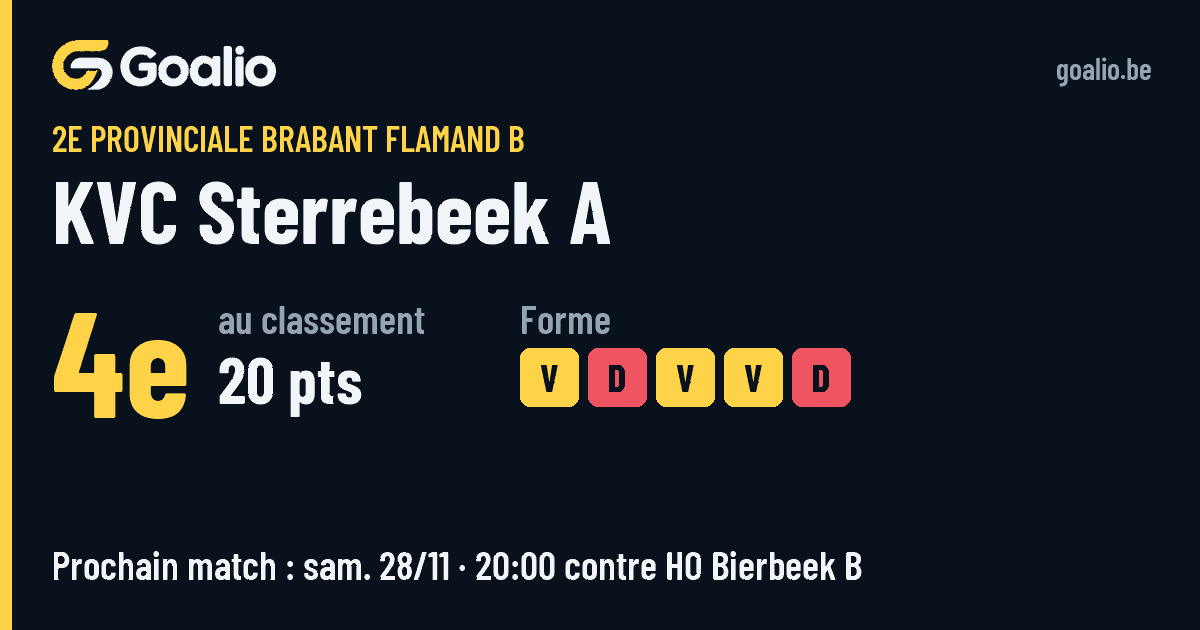 Goalio
goalio.be
2E PROVINCIALE BRABANT FLAMAND B
KVC Sterrebeek A
4e
au classement
20 pts
Forme
V D V V D
Prochain match : sam. 28/11 · 20:00 contre HO Bierbeek B